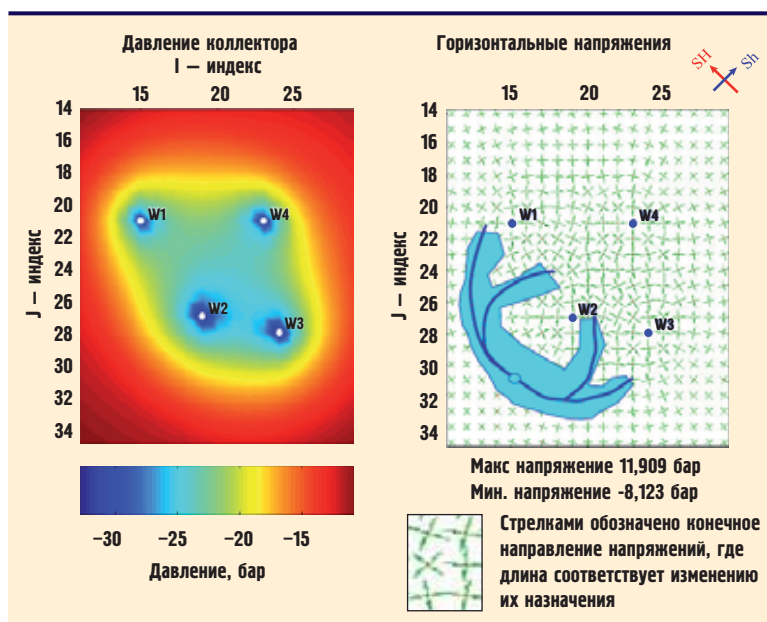 Давление коллектора
I – индекс
15 20 25
14
16
18
20
22
24
26
28
30
32
34
J – индекс
W1
W4
W2
W3
–30 –25 –20 –15
Давление, бар
Горизонтальные напряжения
SH
Sh
15 20 25
14
16
18
20
22
24
26
28
30
32
34
J – индекс
W1
W4
W2
W3
Макс напряжение 11,909 бар
Мин. напряжение -8,123 бар
Стрелками обозначено конечное
направление напряжений, где
длина соответствует изменению
их назначения